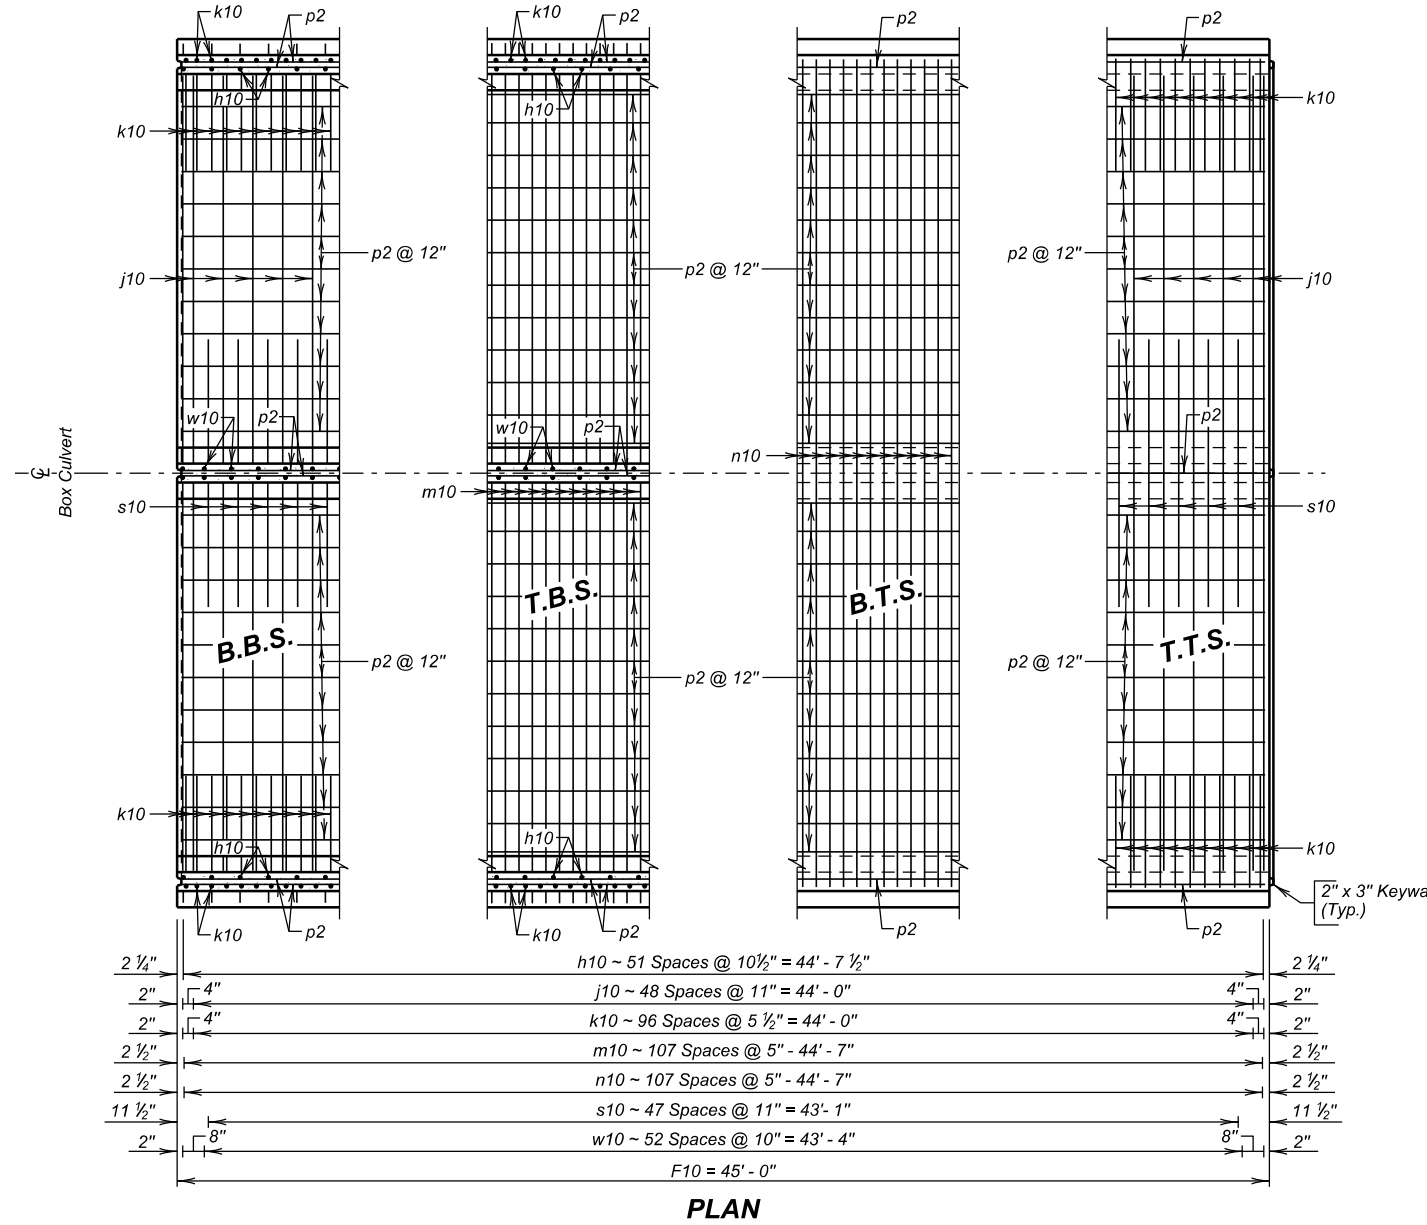 k10
p2
k10
p2
p2
p2
h10
h10
k10
k10
p2 @ 12"
p2 @ 12"
p2 @ 12"
j10
j10
w10
p2
w10
p2
p2
n10
℄
Box Culvert
m10
s10
s10
B.B.S.
T.B.S.
B.T.S.
T.T.S.
p2 @ 12"
p2 @ 12"
p2 @ 12"
k10
h10
h10
k10
2" x 3" Keywa
(Typ.)
k10
p2
k10
p2
p2
p2
2 ¼" h10 ~ 51 Spaces @ 10½" = 44' - 7 ½" 2 ¼"
2" 4" j10 ~ 48 Spaces @ 11" = 44' - 0" 4" 2"
2" 4" k10 ~ 96 Spaces @ 5 ½" = 44' - 0" 4" 2"
2 ½" m10 ~ 107 Spaces @ 5" - 44' - 7" 2 ½"
2 ½" n10 ~ 107 Spaces @ 5" - 44' - 7" 2 ½"
11 ½" s10 ~ 47 Spaces @ 11" = 43'- 1" 11 ½"
2" 8" w10 ~ 52 Spaces @ 10" = 43' - 4" 8" 2"
F10 = 45' - 0"
PLAN